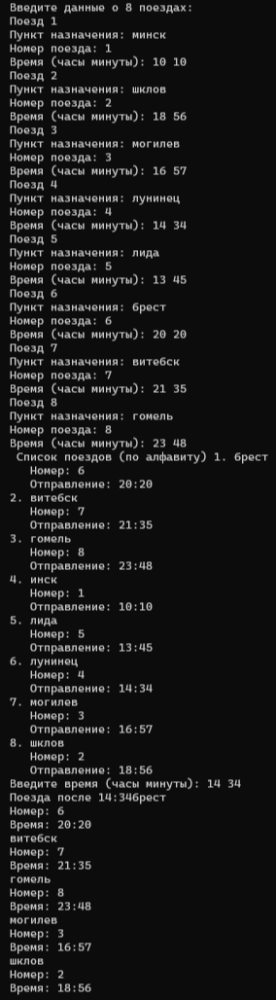 Введите данные о 8 поездах:
Поезд 1
Пункт назначения: минск
Номер поезда: 1
Время (часы минуты): 10 10
Поезд 2
Пункт назначения: шклов
Номер поезда: 2
Время (часы минуты): 18 56
Поезд 3
Пункт назначения: могилев
Номер поезда: 3
Время (часы минуты): 16 57
Поезд 4
Пункт назначения: лунинец
Номер поезда: 4
Время (часы минуты): 14 34
Поезд 5
Пункт назначения: лида
Номер поезда: 5
Время (часы минуты): 13 45
Поезд 6
Пункт назначения: брест
Номер поезда: 6
Время (часы минуты): 20 20
Поезд 7
Пункт назначения: витебск
Номер поезда: 7
Время (часы минуты): 21 35
Поезд 8
Пункт назначения: гомель
Номер поезда: 8
Время (часы минуты): 23 48
Список поездов (по алфавиту) 1. брест
Номер: 6
Отправление: 20:20
2. витебск
Номер: 7
Отправление: 21:35
3. гомель
Номер: 8
Отправление: 23:48
4. инск
Номер: 1
Отправление: 10:10
5. лида
Номер: 5
Отправление: 13:45
6. лунинец
Номер: 4
Отправление: 14:34
7. могилев
Номер: 3
Отправление: 16:57
8. шклов
Номер: 2
Отправление: 18:56
Введите время (часы минуты): 14 34
Поезда после 14:34брест
Номер: 6
Время: 20:20
витебск
Номер: 7
Время: 21:35
гомель
Номер: 8
Время: 23:48
могилев
Номер: 3
Время: 16:57
шклов
Номер: 2
Время: 18:56